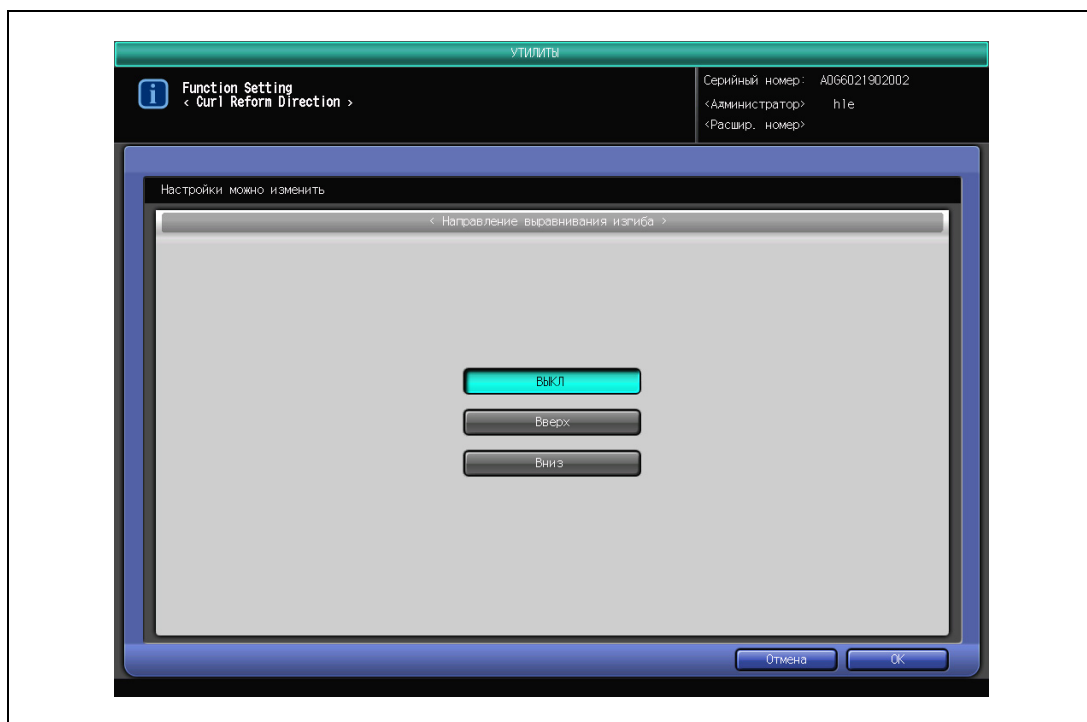 УТИЛИТЫ
Function Setting
< Curl Reform Direction >
Серийный номер: A0G6021902002
<Администратор> hle
<Расшир. номер>
Настройки можно изменить
< Направление выравнивания изгиба >
ВЫКЛ
Вверх
Вниз
Отмена OK